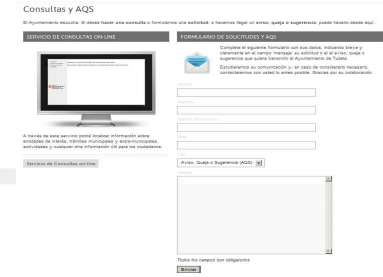 Consultas y AQS
El Ayuntamiento escucha. Si desea hacer una consulta o formularnos una solicitud, o hacernos llegar un aviso, queja o sugerencia, puede hacerlo desde aquí.
SERVICIO DE CONSULTAS ON-LINE
A través de este servicio podrá localizar información sobre
entidades de interés, trámites municipales y extra-municipales,
actividades y cualquier otra información útil para los ciudadanos.
Servicio de Consultas on-line
FORMULARIO DE SOLICITUDES Y AQS
Complete el siguiente formulario con sus datos, indicando breve y
claramente en el campo 'mensaje' su solicitud o el aviso, queja o
sugerencia que quiera transmitir al Ayuntamiento de Tudela.
Estudiaremos su comunicación y, en caso de considerarlo necesario,
contactaremos con usted lo antes posible. Gracias por su colaboración.
Aviso, Queja o Sugerencia (AQS)
Todos los campos son obligatorios
Enviar